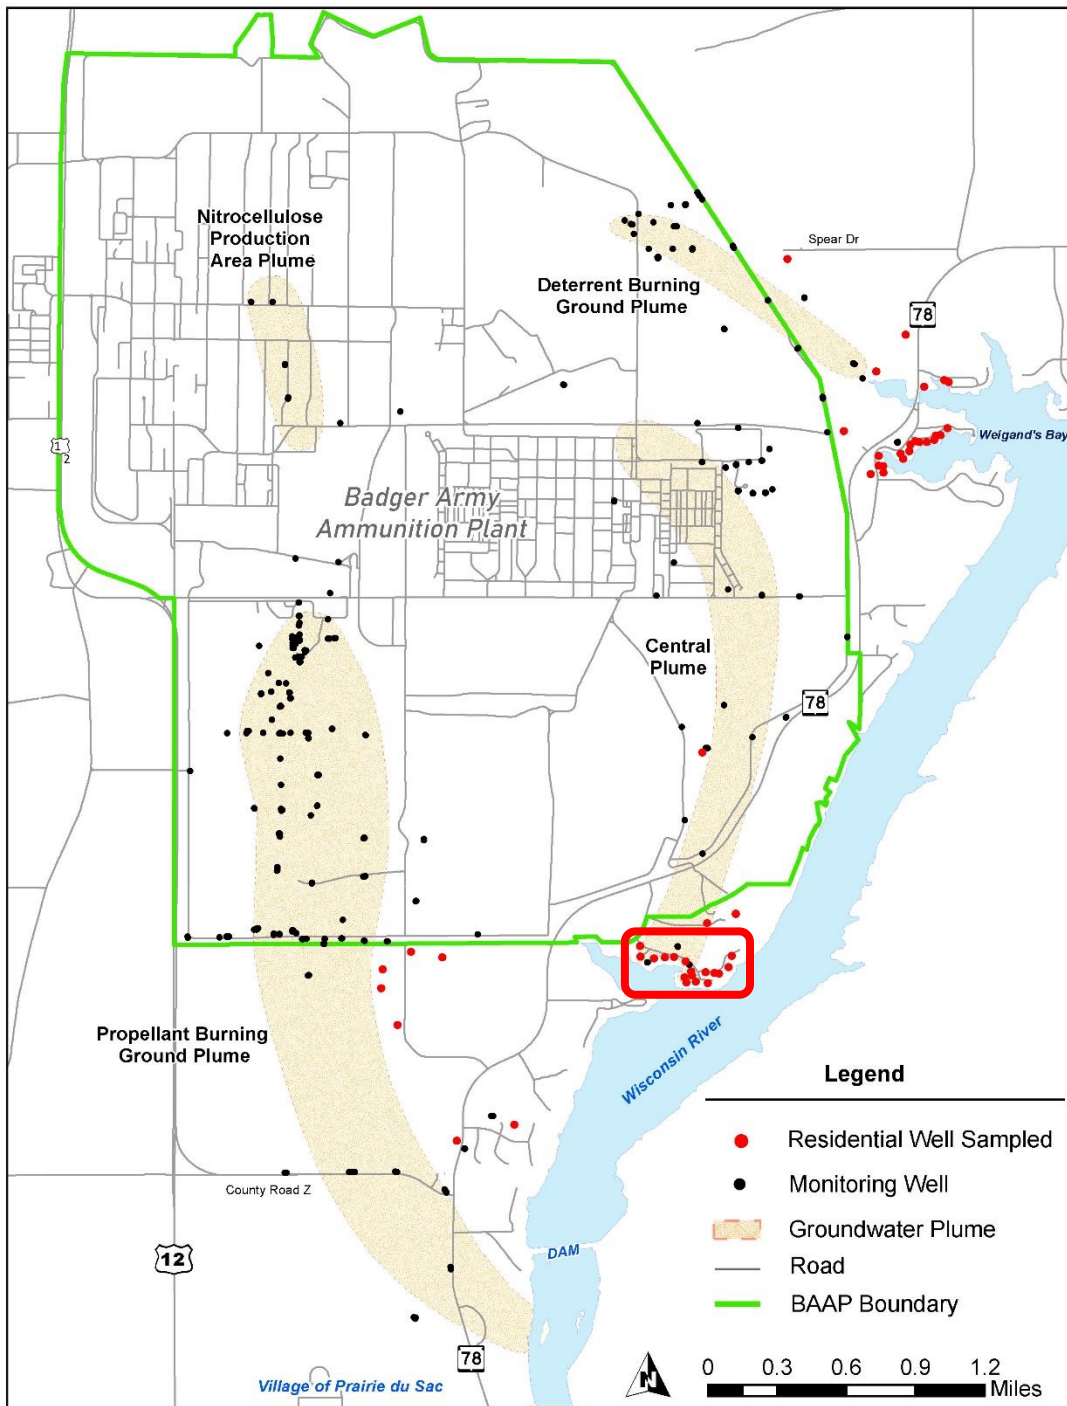 Nitrocellulose
Production
Area Plume
Spear Dr
Deterrent Burning
Ground Plume
78
Weigand's Bay
1
2
Badger Army
Ammunition Plant
Central
Plume
78
Propellant Burning
Ground Plume
Wisconsin River
Legend
Residential Well Sampled
Monitoring Well
Groundwater Plume
Road
BAAP Boundary
County Road Z
DAM
12
78
Village of Prairie du Sac
N
0 0.3 0.6 0.9 1.2
Miles